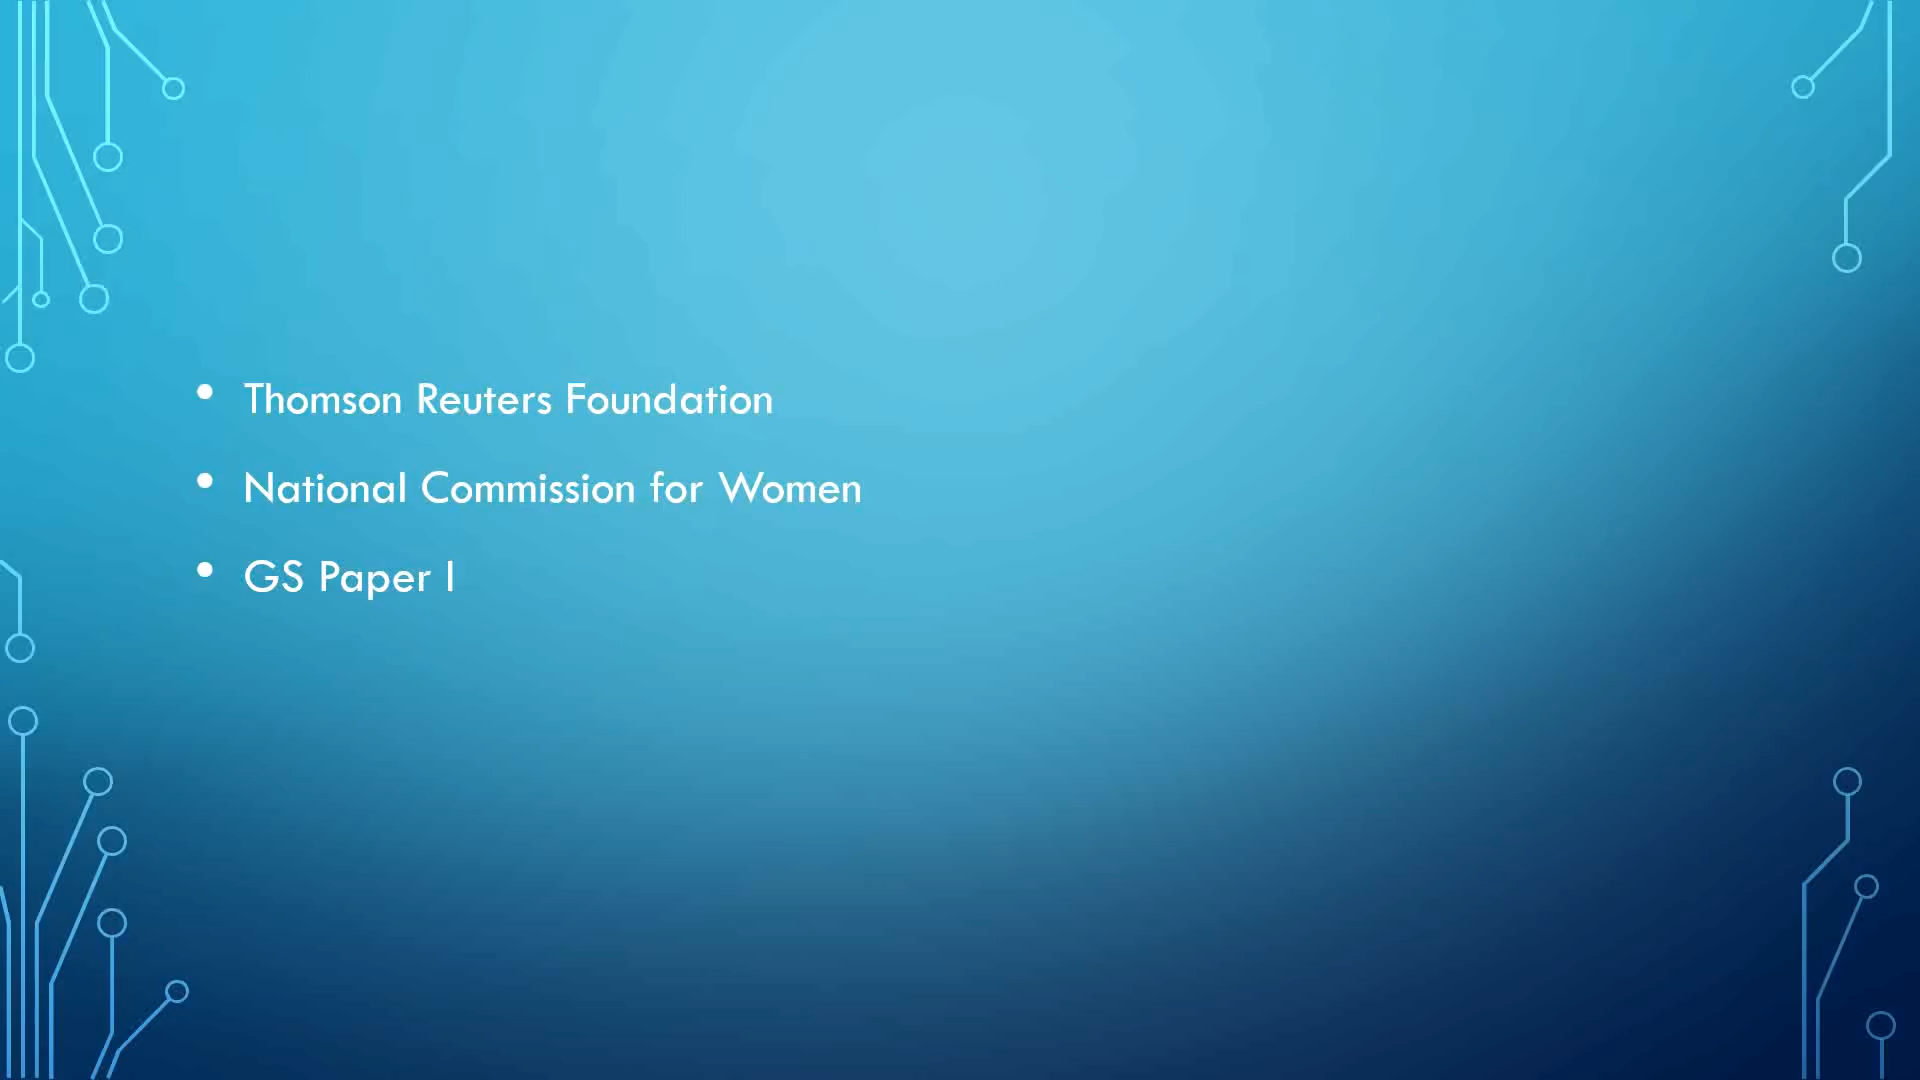 • Thomson Reuters Foundation
• National Commission for Women
• GS Paper I